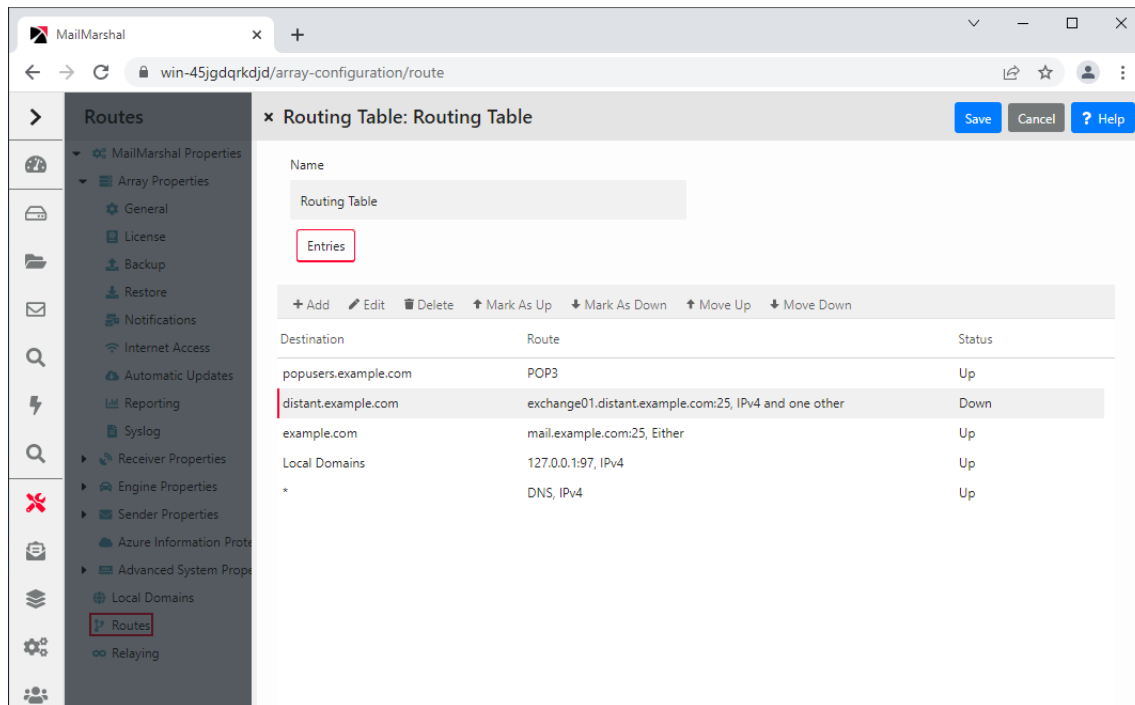 MailMarshal
win-45jgdqrkdjd/array-configuration/route
Routes
MailMarshal Properties
Array Properties
General
License
Backup
Restore
Notifications
Internet Access
Automatic Updates
Reporting
Syslog
Receiver Properties
Engine Properties
Sender Properties
Azure Information Prote
Advanced System Prope
Local Domains
Routes
Relaying
× Routing Table: Routing Table
Save Cancel ? Help
Name
Routing Table
Entries
+ Add Edit Delete Mark As Up Mark As Down Move Up Move Down
Destination Route Status
popusers.example.com POP3 Up
distant.example.com exchange01.distant.example.com:25, IPv4 and one other Down
example.com mail.example.com:25, Either Up
Local Domains 127.0.0.1:97, IPv4 Up
* DNS, IPv4 Up